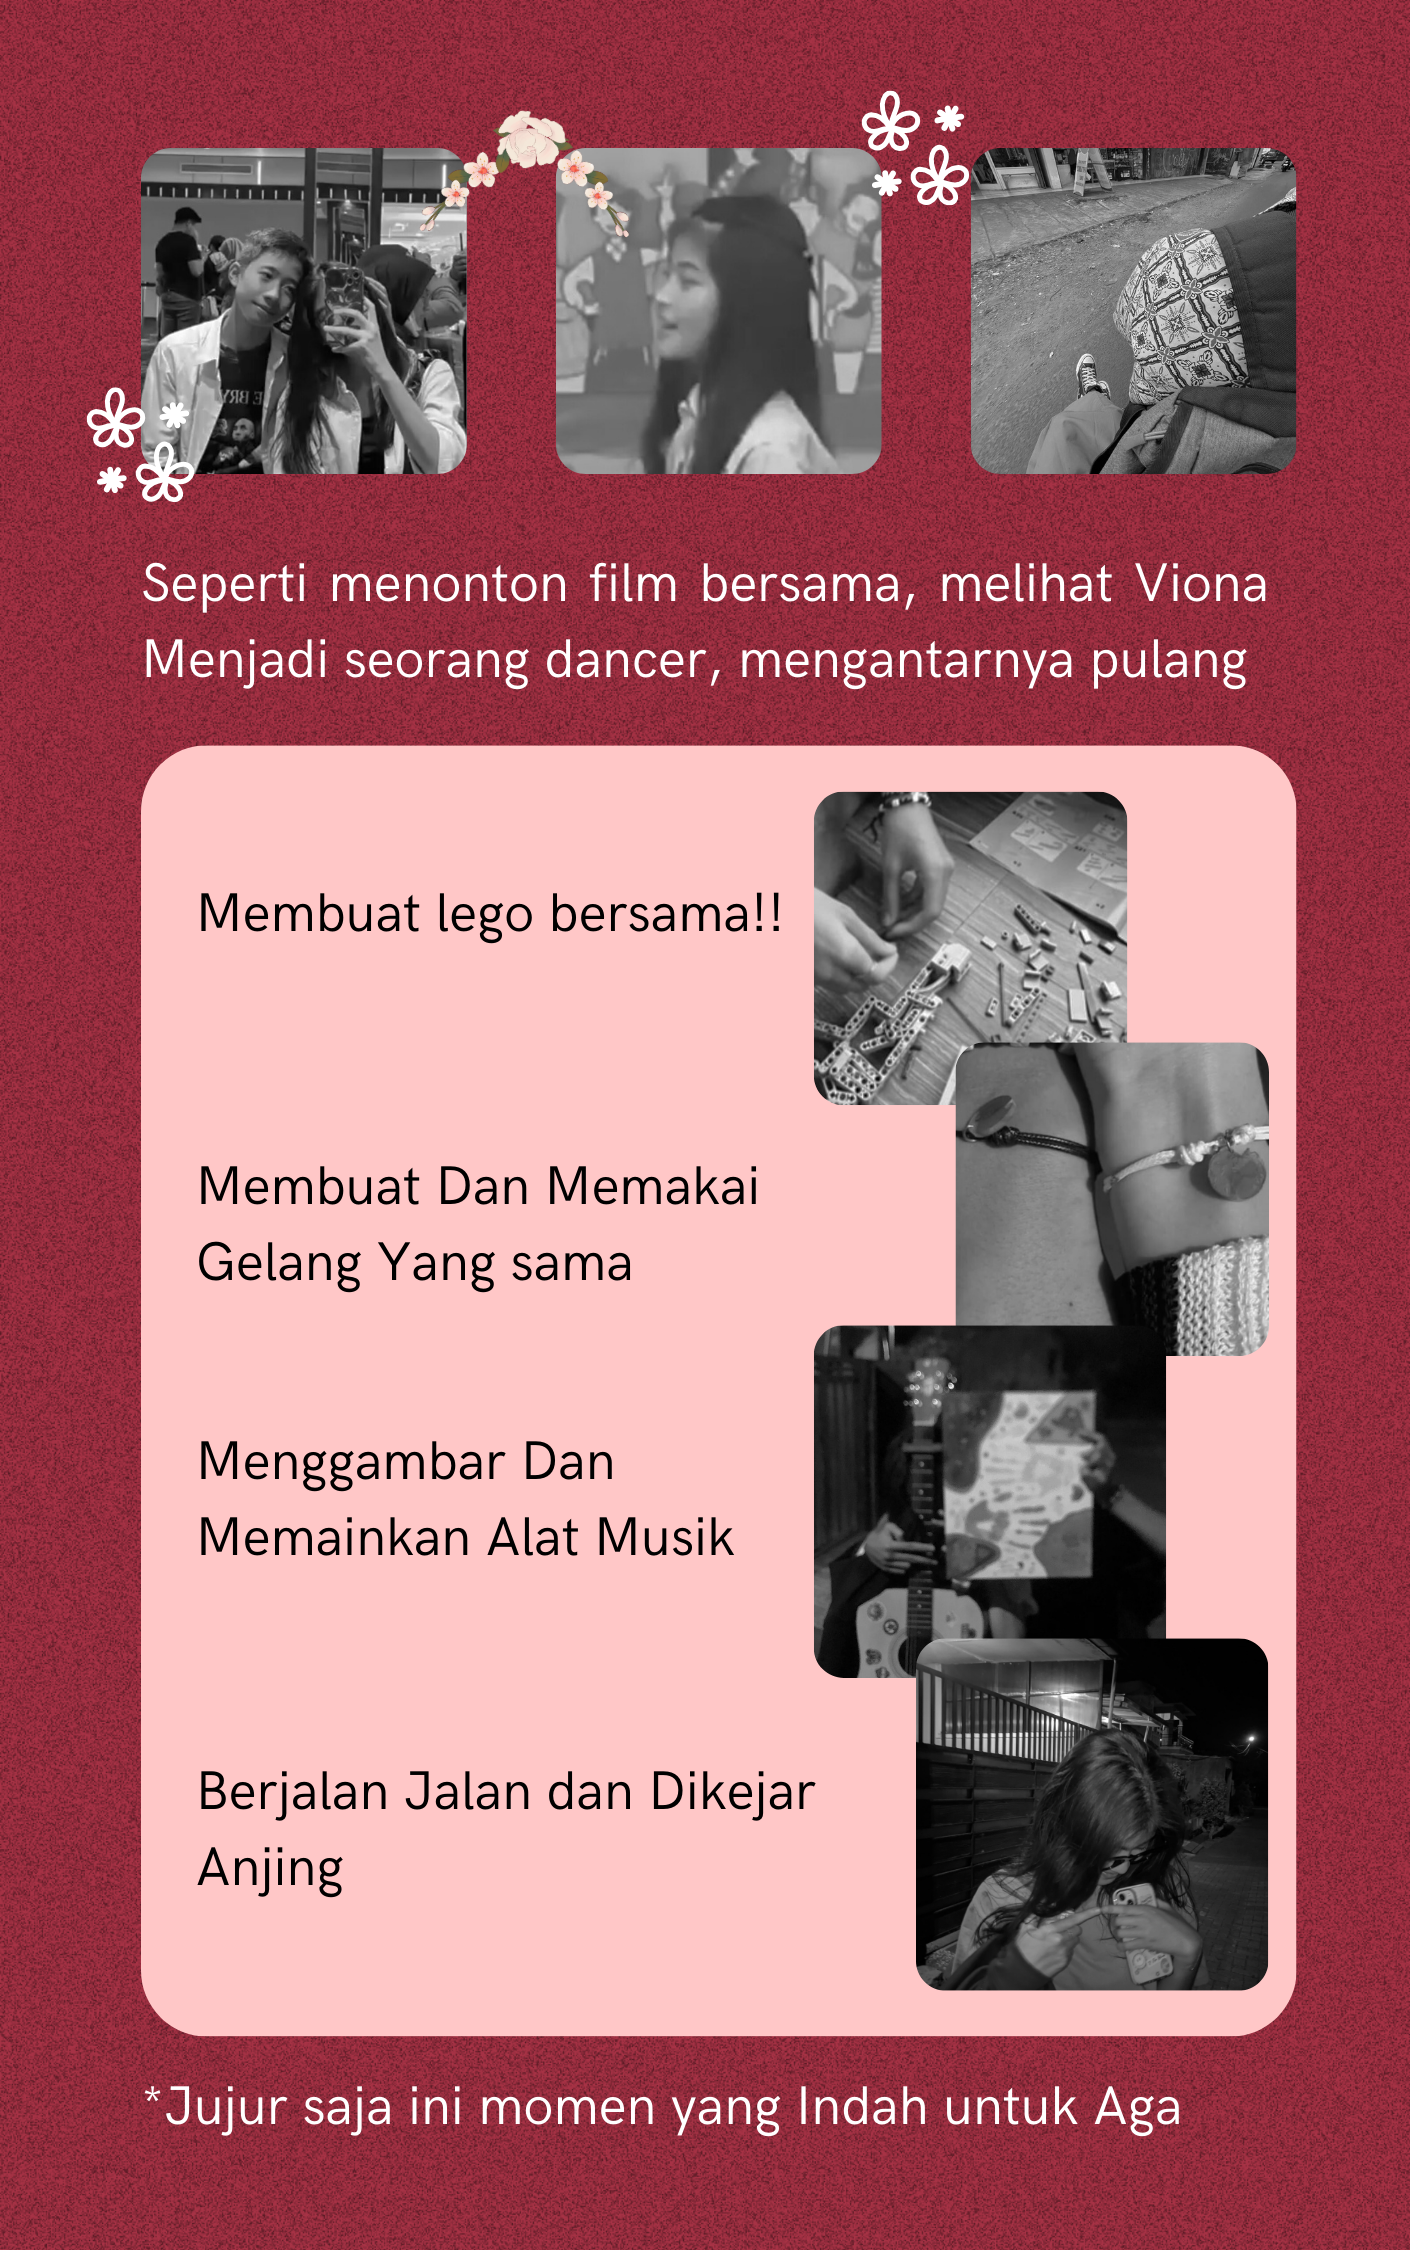 Seperti menonton film bersama, melihat Viona
Menjadi seorang dancer, mengantarnya pulang
Membuat lego bersama!!
Membuat Dan Memakai
Gelang Yang sama
Menggambar Dan
Memainkan Alat Musik
Berjalan Jalan dan Dikejar
Anjing
*Jujur saja ini momen yang Indah untuk Aga